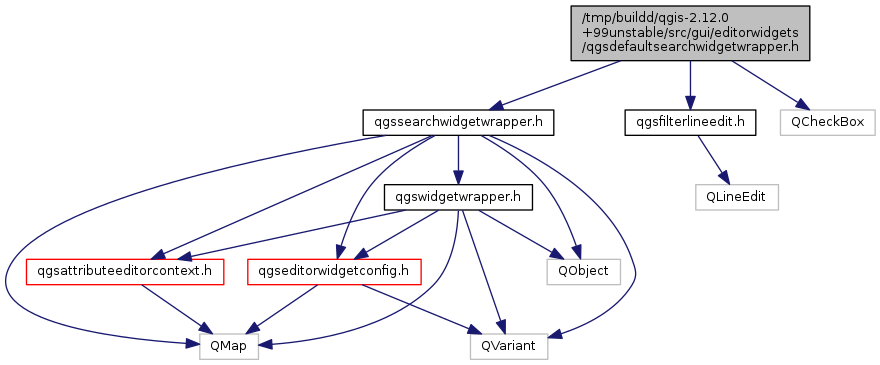 /tmp/buildd/qgis-2.12.0
+99unstable/src/gui/editorwidgets
/qgsdefaultsearchwidgetwrapper.h
qgssearchwidgetwrapper.h
qgsfilterlineedit.h
QCheckBox
qgswidgetwrapper.h
QLineEdit
qgsattributeeditorcontext.h
qgseditorwidgetconfig.h
QObject
QMap
QVariant